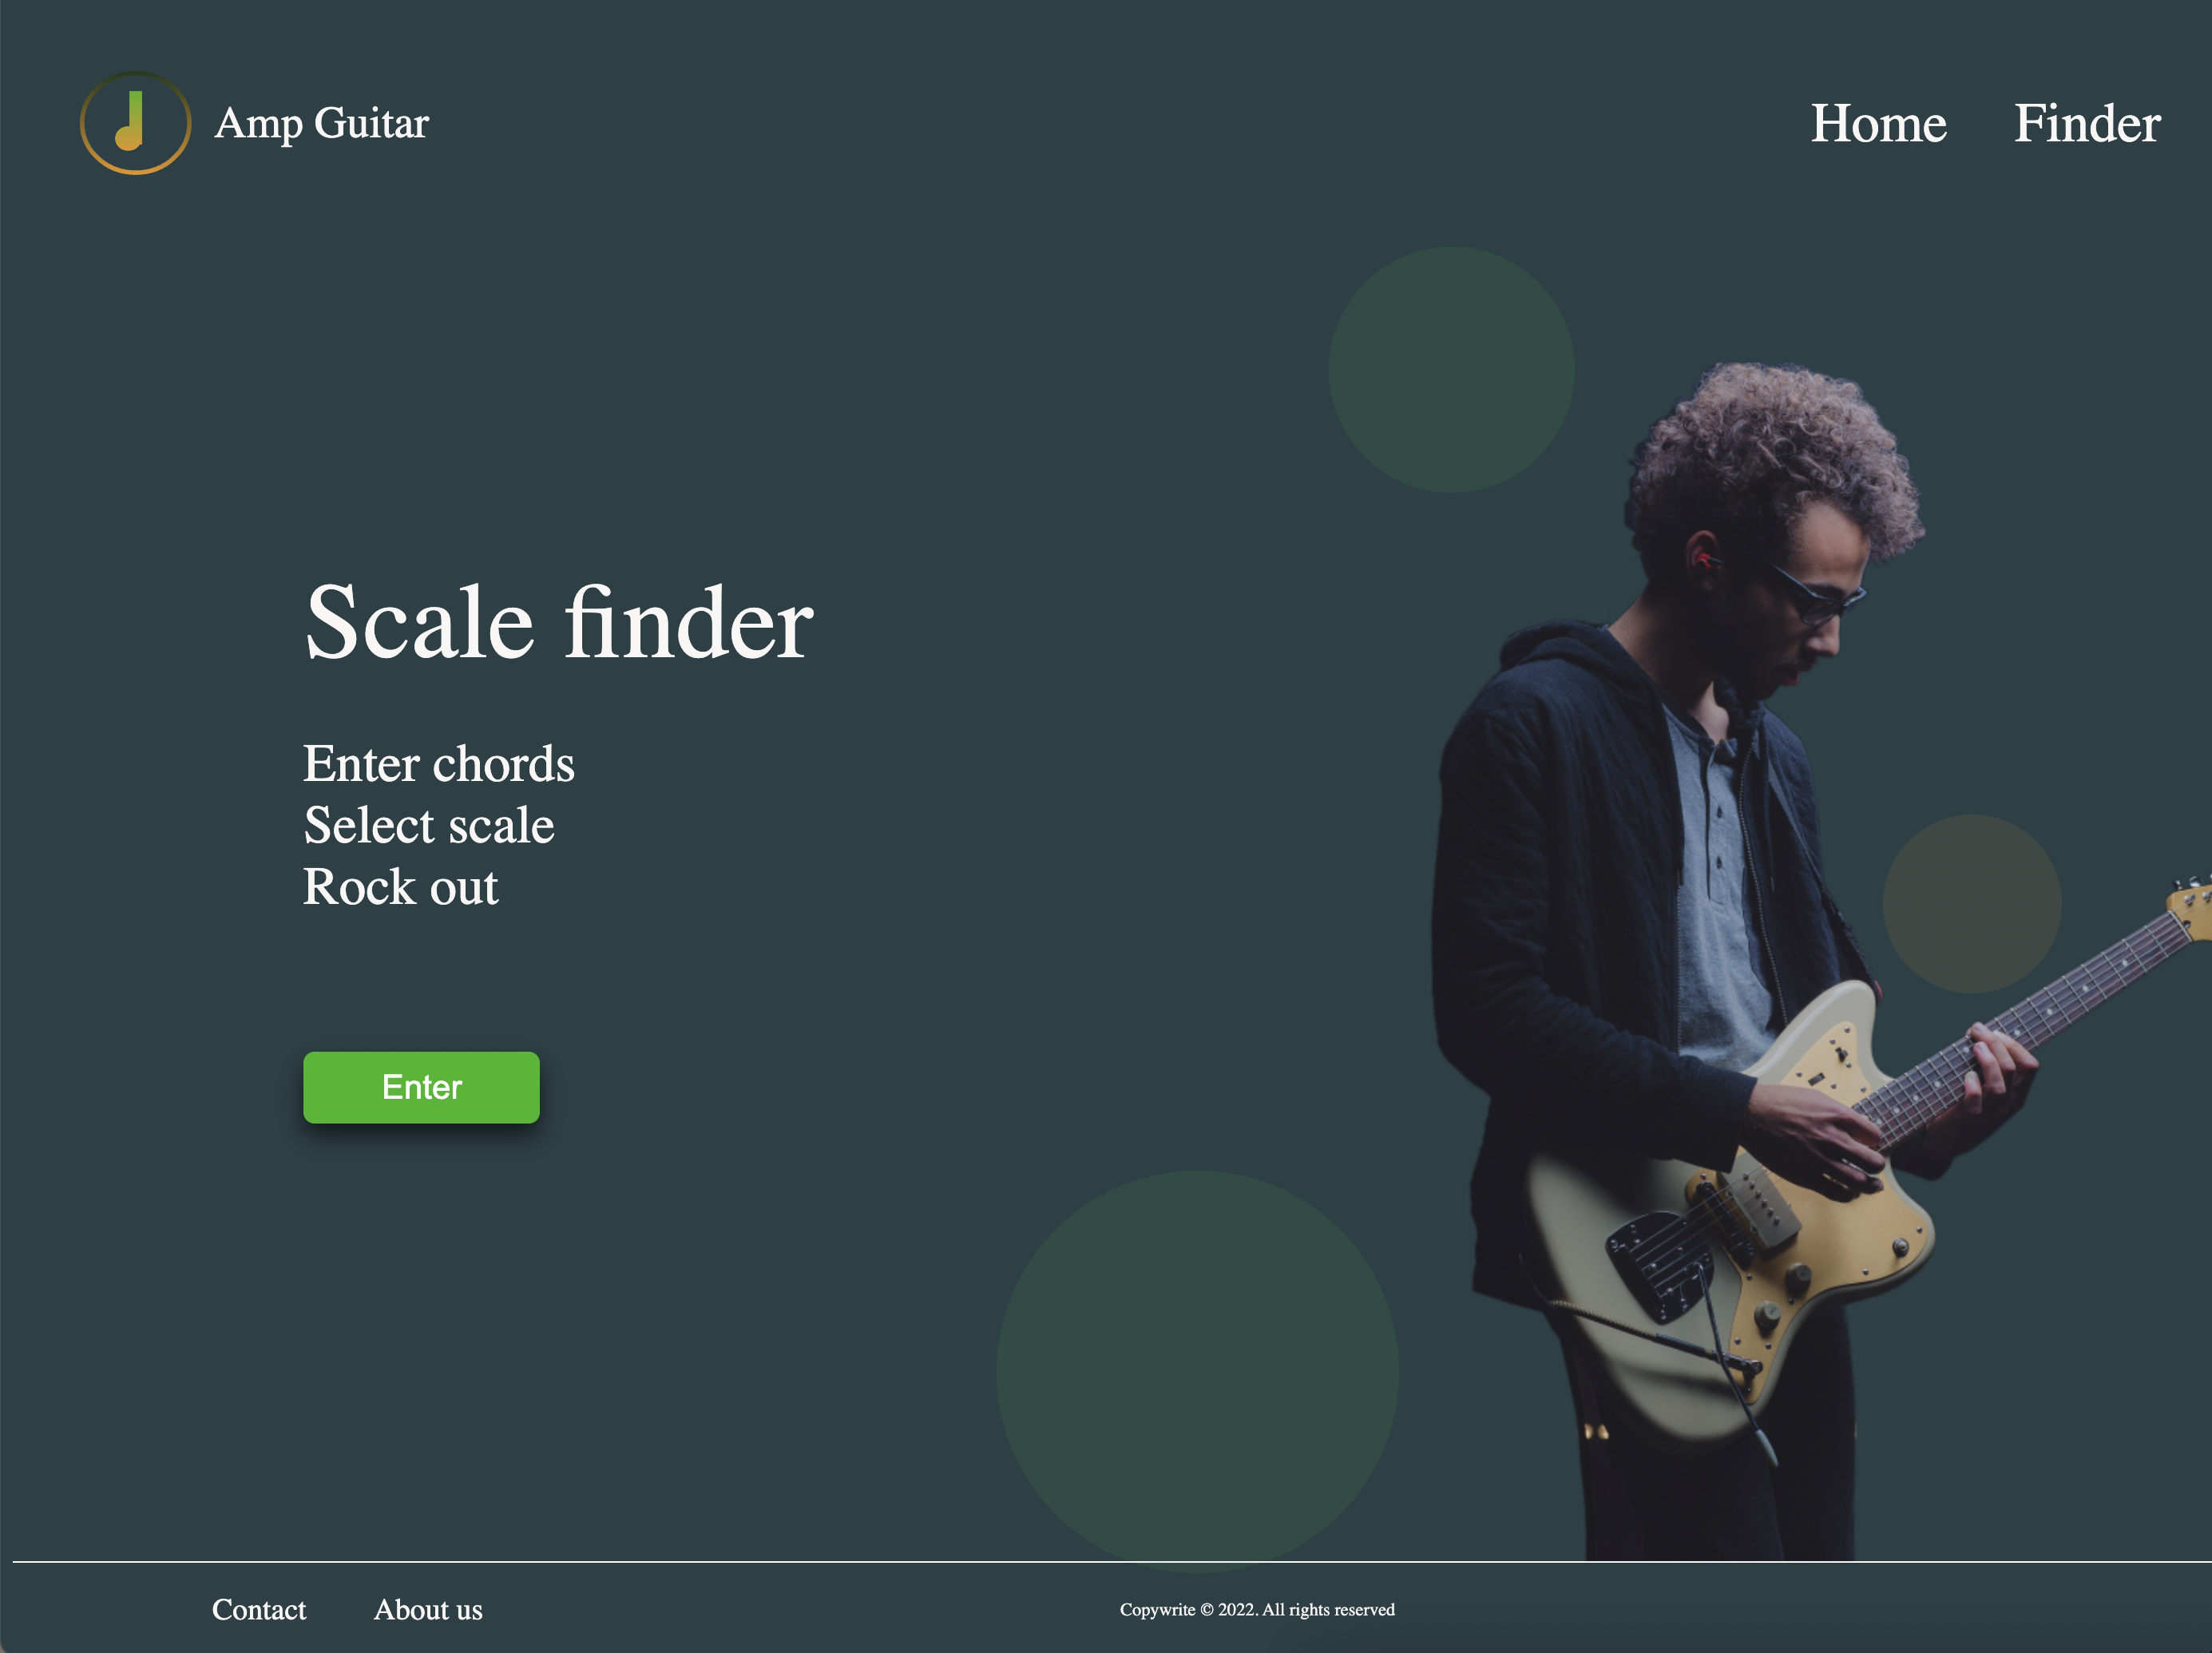 Amp Guitar
Home
Finder
Scale finder
Enter chords
Select scale
Rock out
Enter
Contact
About us
Copywrite © 2022. All rights reserved